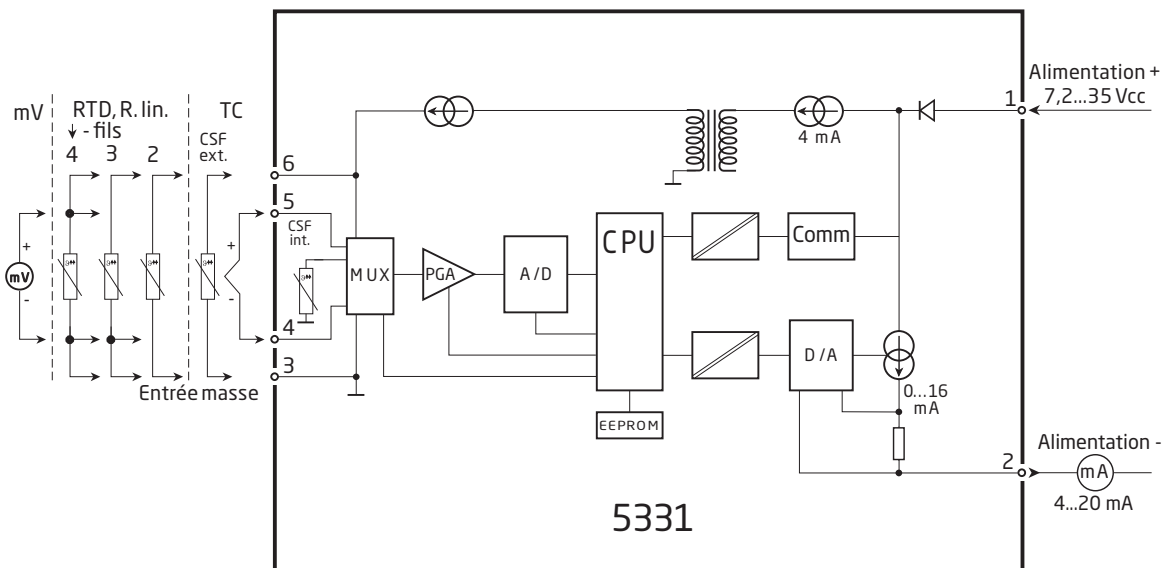 mV
RTD, R. lin.
- fils
4 3 2
TC
CSF
ext.
6
5
CSF
int.
4
3
+
-
mV
+
-
Entrée masse
MUX
PGA
A/D
CPU
EEPROM
Comm
D/A
4 mA
0...16
mA
1
Alimentation +
7,2...35 Vcc
2
Alimentation -
mA
4...20 mA
5331